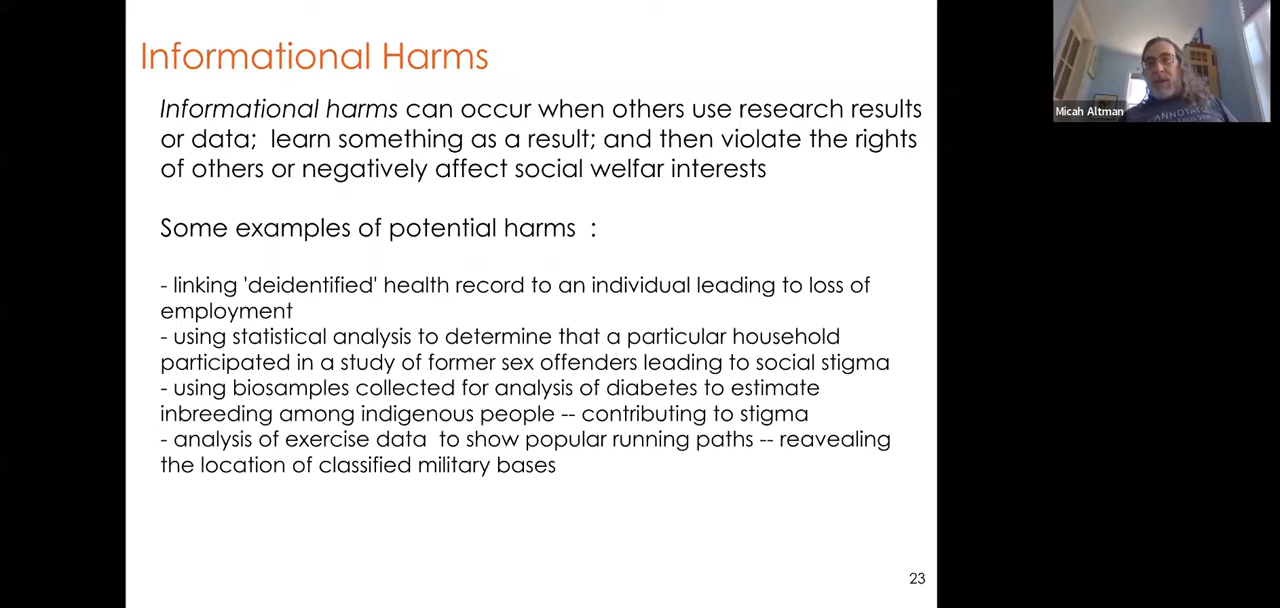 Informational Harms
Informational harms can occur when others use research results
or data;  learn something as a result; and then violate the rights
of others or negatively affect social welfar interests
Some examples of potential harms  :
- linking 'deidentified' health record to an individual leading to loss of
employment
- using statistical analysis to determine that a particular household
participated in a study of former sex offenders leading to social stigma
- using biosamples collected for analysis of diabetes to estimate
inbreeding among indigenous people -- contributing to stigma
- analysis of exercise data  to show popular running paths -- reavealing
the location of classified military bases
23
Micah Altman